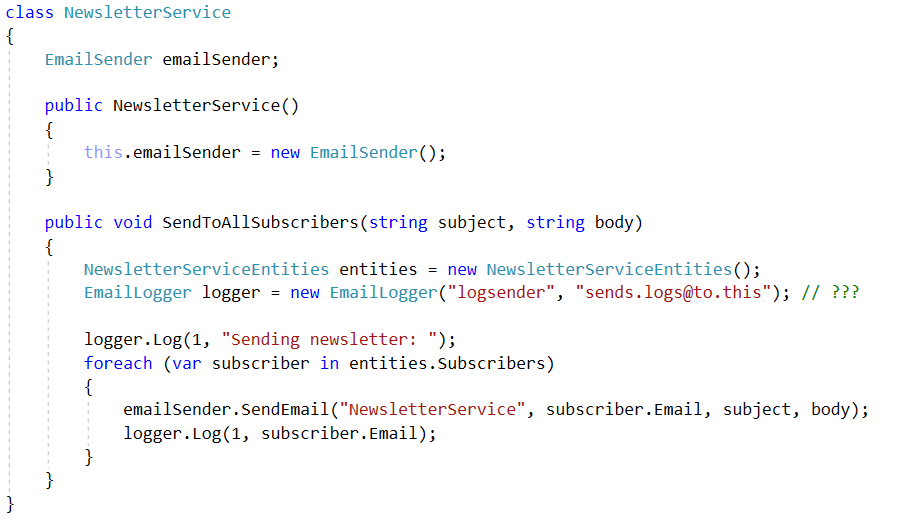 class NewsletterService
{
    EmailSender emailSender;

    public NewsletterService()
    {
        this.emailSender = new EmailSender();
    }

    public void SendToAllSubscribers(string subject, string body)
    {
        NewsletterServiceEntities entities = new NewsletterServiceEntities();
        EmailLogger logger = new EmailLogger("logsender", "sends.logs@to.this"); // ???

        logger.Log(1, "Sending newsletter: ");
        foreach (var subscriber in entities.Subscribers)
        {
            emailSender.SendEmail("NewsletterService", subscriber.Email, subject, body);
            logger.Log(1, subscriber.Email);
        }
    }
}